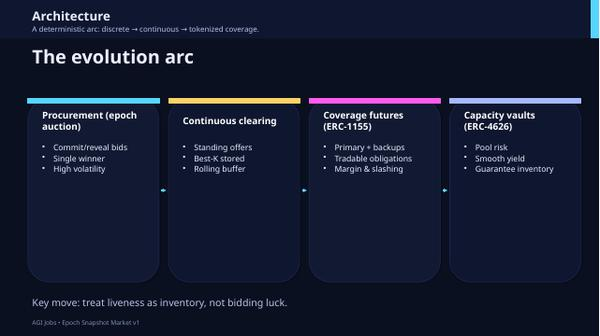 Architecture
A deterministic arc: discrete → continuous → tokenized coverage.
The evolution arc
Procurement (epoch
auction)
• Commit/reveal bids
• Single winner
• High volatility
Continuous clearing
• Standing offers
• Best-K stored
• Rolling buffer
Coverage futures
(ERC-1155)
• Primary + backups
• Tradable obligations
• Margin & slashing
Capacity vaults
(ERC-4626)
• Pool risk
• Smooth yield
• Guarantee inventory
Key move: treat liveness as inventory, not bidding luck.
AGI Jobs • Epoch Snapshot Market v1